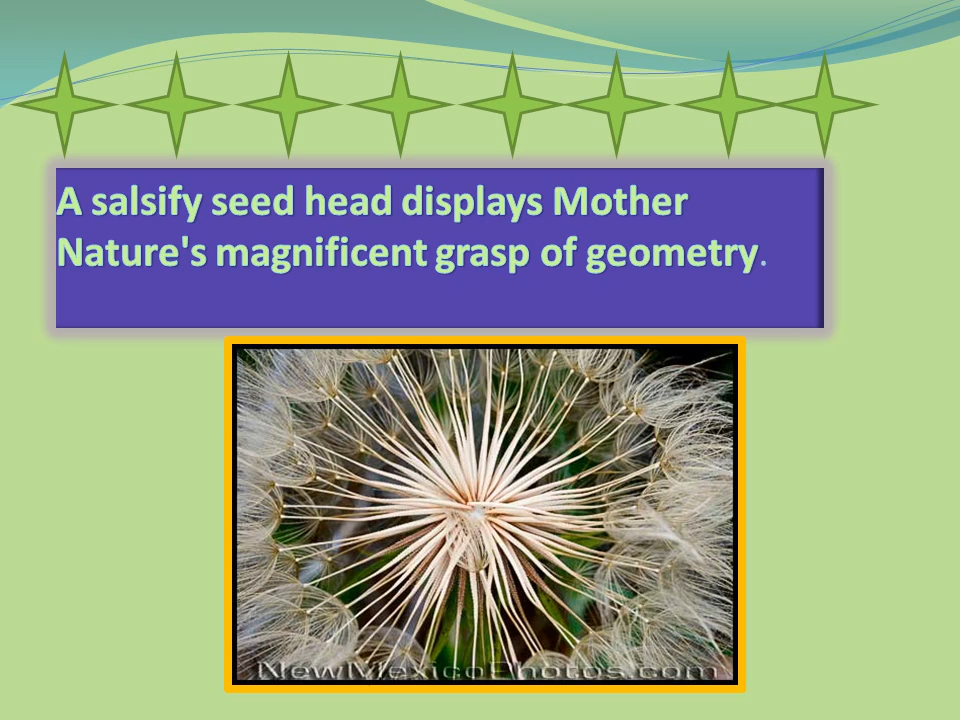 A salsify seed head displays Mother
Nature's magnificent grasp of geometry.
NewMexicoPhotos.com